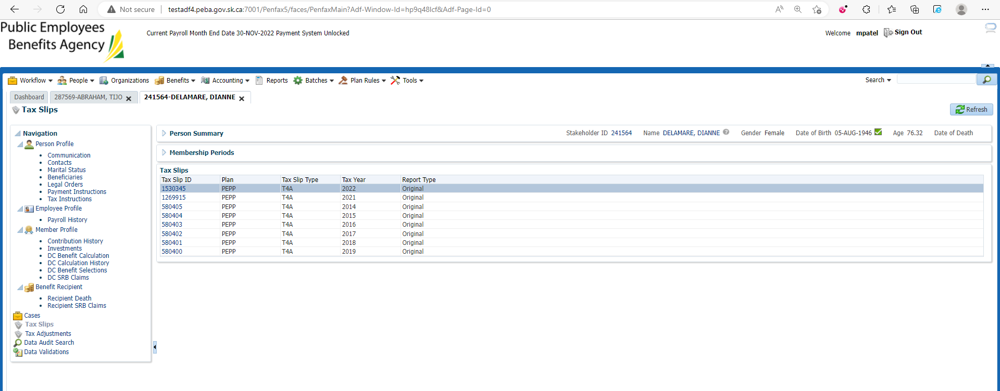 Not secure testadf4.peba.gov.sk.ca:7001/Penfax5/faces/PenfaxMain?Adf-Window-Id=hp9q48lcf&Adf-Page-Id=0
Public Employees
Benefits Agency
Current Payroll Month End Date 30-NOV-2022 Payment System Unlocked
Welcome mpatel Sign Out
Workflow People Organizations Benefits Accounting Reports Batches Plan Rules Tools Search
Dashboard 287569-ABRAHAM, TIJO 241564-DELAMARE, DIANNE
Tax Slips
Refresh
Navigation
Person Profile
Communication
Contacts
Marital Status
Beneficiaries
Legal Orders
Payment Instructions
Tax Instructions
Employee Profile
Payroll History
Member Profile
Contribution History
Investments
DC Benefit Calculation
DC Calculation History
DC Benefit Selections
DC SRB Claims
Benefit Recipient
Recipient Death
Recipient SRB Claims
Cases
Tax Slips
Tax Adjustments
Data Audit Search
Data Validations
Person Summary Stakeholder ID 241564 Name DELAMARE, DIANNE Gender Female Date of Birth 05-AUG-1946 Age 76.32 Date of Death
Membership Periods
Tax Slips
Tax Slip ID Plan Tax Slip Type Tax Year Report Type
1530345 PEPP T4A 2022 Original
1269915 PEPP T4A 2021 Original
580405 PEPP T4A 2014 Original
580404 PEPP T4A 2015 Original
580403 PEPP T4A 2016 Original
580402 PEPP T4A 2017 Original
580401 PEPP T4A 2018 Original
580400 PEPP T4A 2019 Original